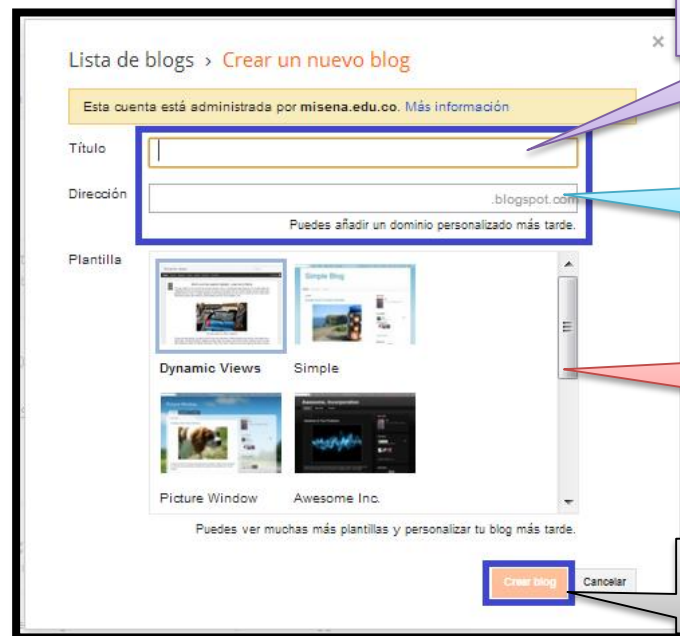 Lista de blogs › Crear un nuevo blog
Esta cuenta está administrada por misena.edu.co. Más información
Título
Dirección
.blogspot.com
Puedes añadir un dominio personalizado más tarde.
Plantilla
Simple Blog
Dynamic Views
Simple
Picture Window
Awesome Inc.
Puedes ver muchas más plantillas y personalizar tu blog más tarde.
Crear blog
Cancelar